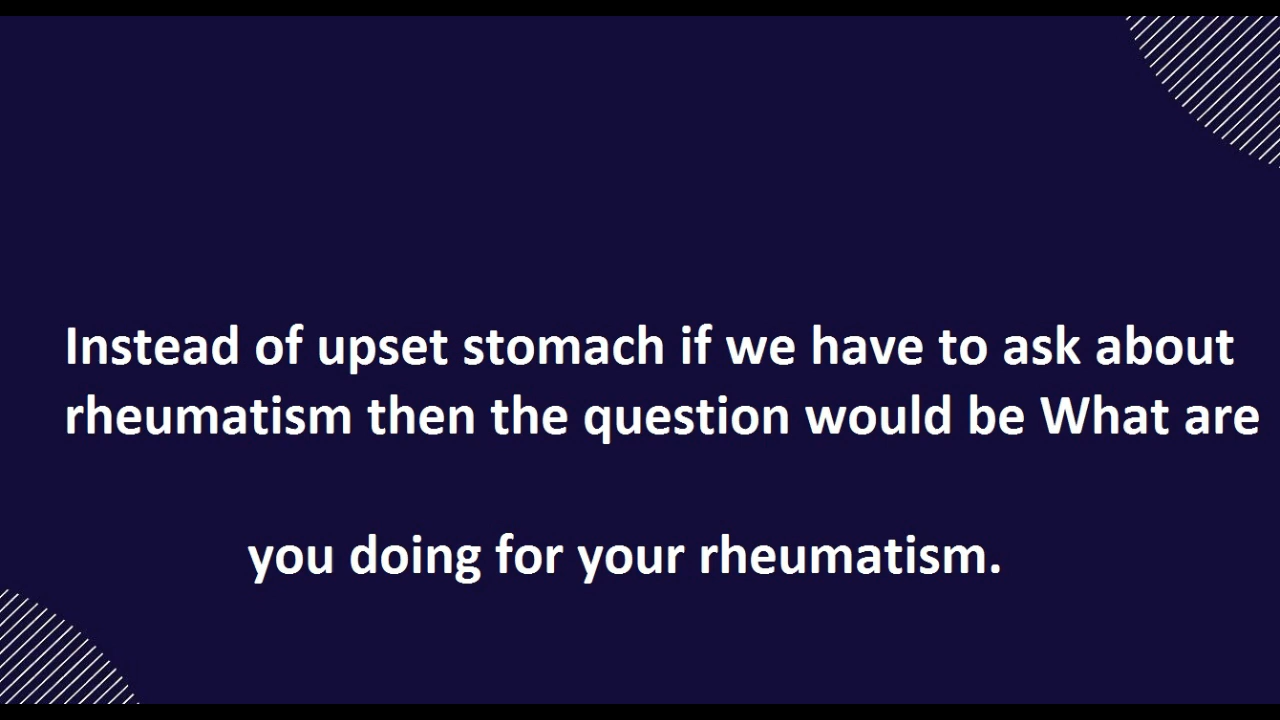 Instead of upset stomach if we have to ask about
rheumatism then the question would be What are
you doing for your rheumatism.